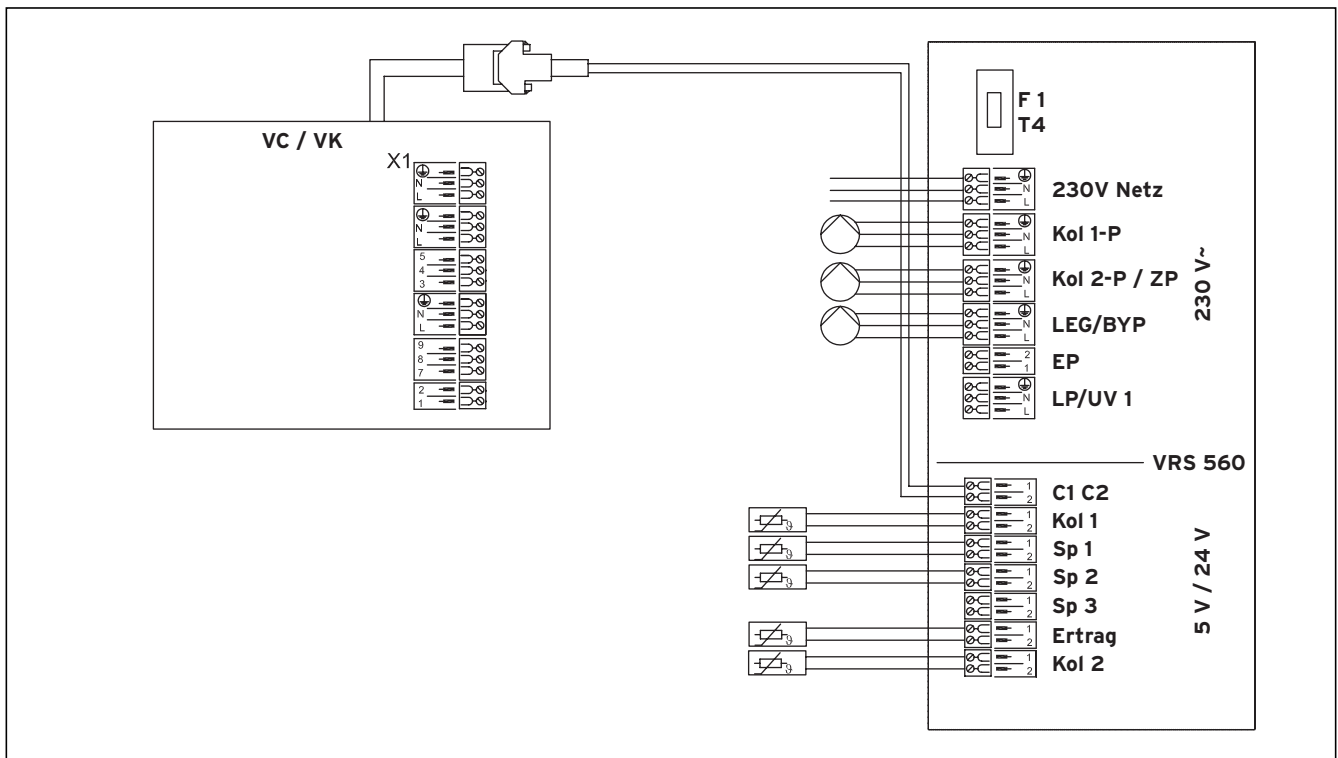 VC / VK
X1
N
L
N
L
5
4
3
N
L
9
8
7
2
1
F 1
T4
N
L
230V Netz
N
L
Kol 1-P
N
L
Kol 2-P / ZP
N
L
LEG/BYP
2
1
EP
N
L
LP/UV 1
230 V~
VRS 560
1
2
C1 C2
ϑ
1
2
Kol 1
ϑ
1
2
Sp 1
ϑ
1
2
Sp 2
1
2
Sp 3
ϑ
1
2
Ertrag
ϑ
1
2
Kol 2
5 V / 24 V